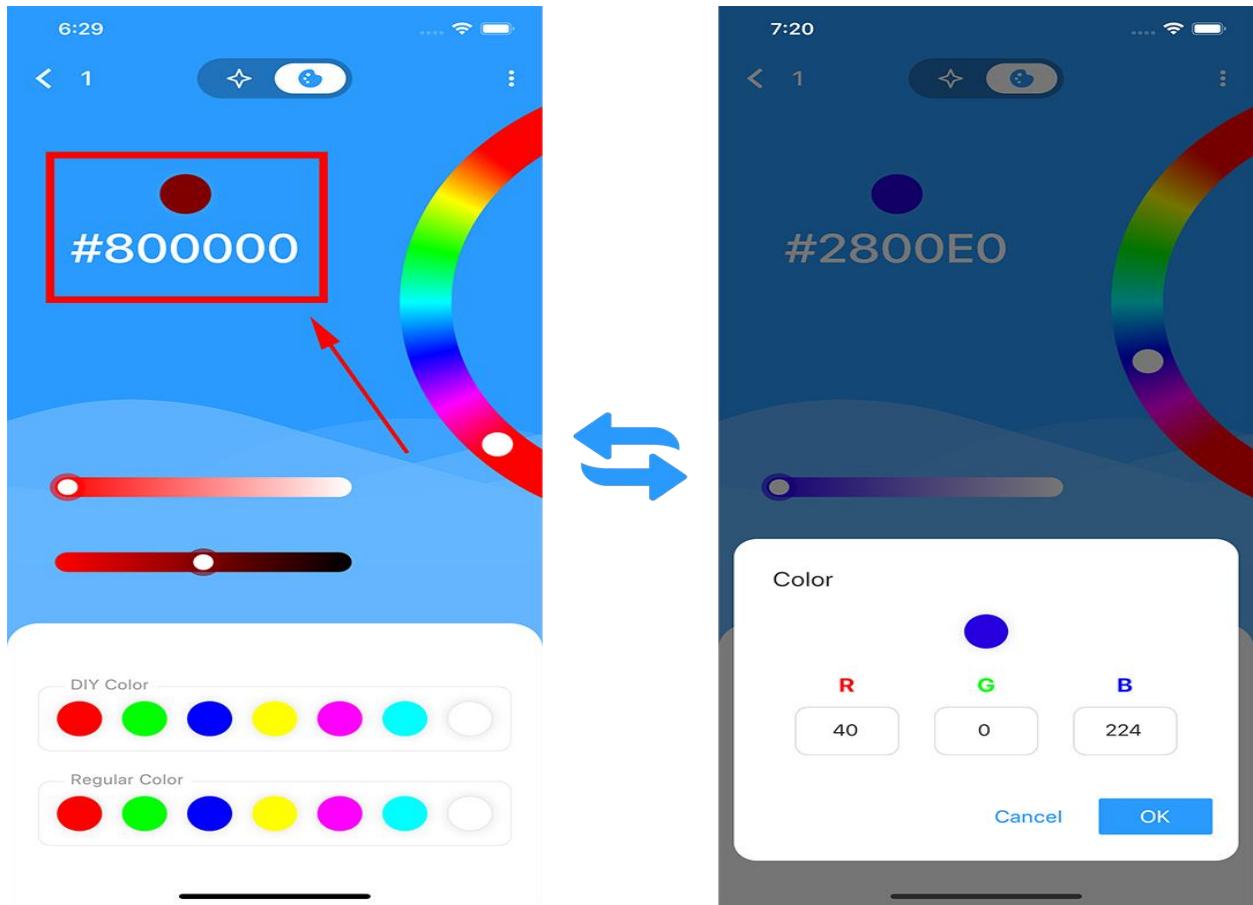 6:29
1
#800000
DIY Color
Regular Color
7:20
1
#2800E0
Color
R G B
40 0 224
Cancel OK